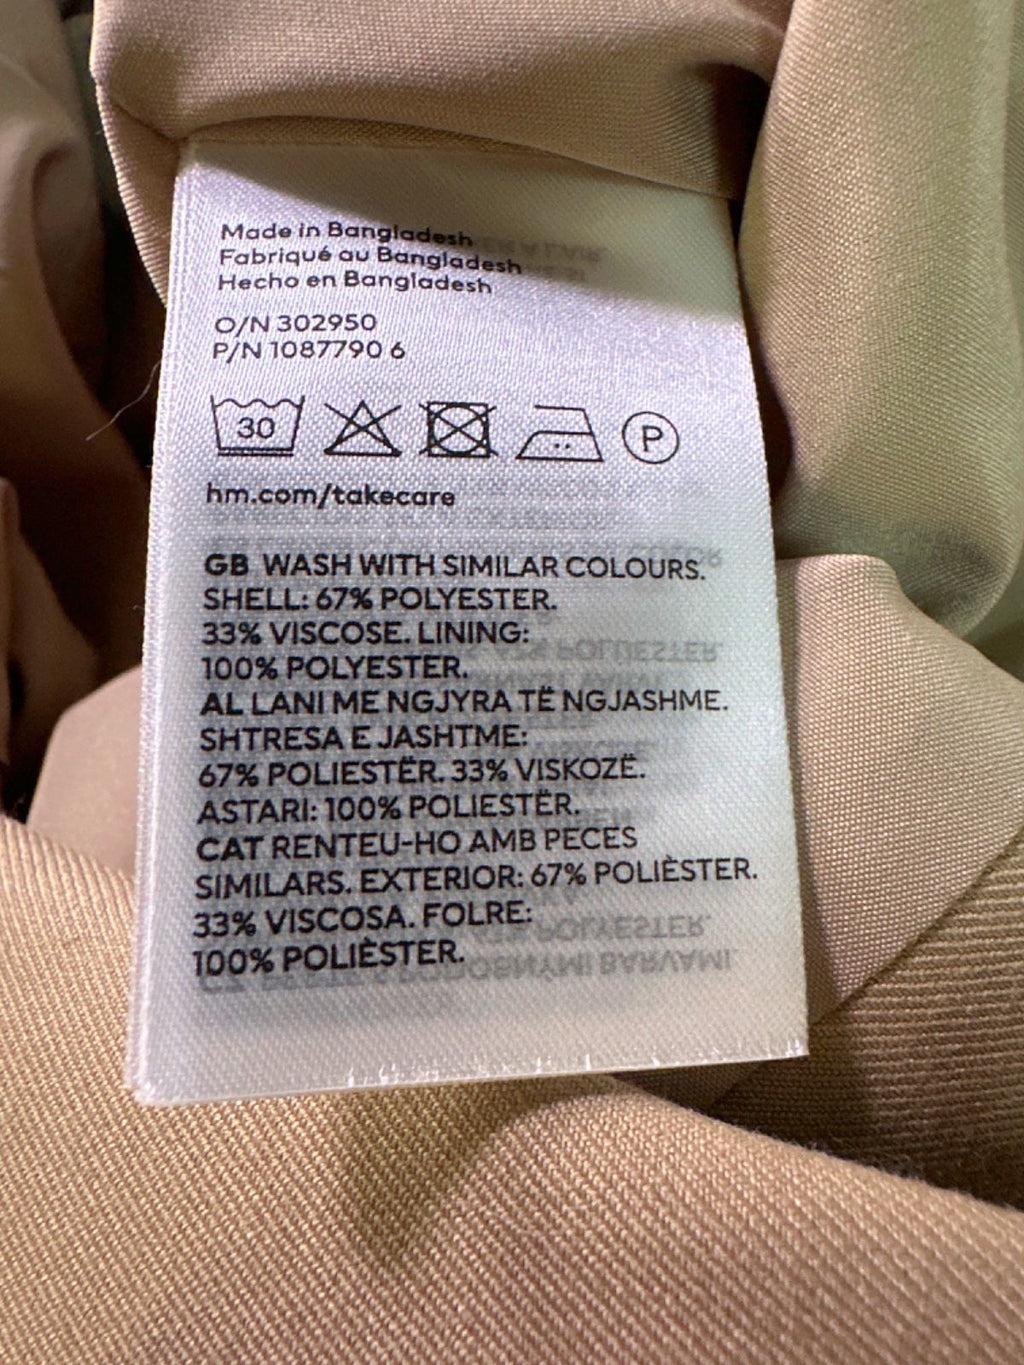 Made in Bangladesh
Fabriqué au Bangladesh
Hecho en Bangladesh
O/N 302950
P/N 1087790 6
30 P
hm.com/takecare
GB WASH WITH SIMILAR COLOURS.
SHELL: 67% POLYESTER.
33% VISCOSE. LINING:
100% POLYESTER.
AL LANI ME NGJYRA TË NGJASHME.
SHTRESA E JASHTME:
67% POLIESTËR. 33% VISKOZË.
ASTARI: 100% POLIESTËR.
CAT RENTEU-HO AMB PECES
SIMILARS. EXTERIOR: 67% POLIÈSTER.
33% VISCOSA. FOLRE:
100% POLIÈSTER.